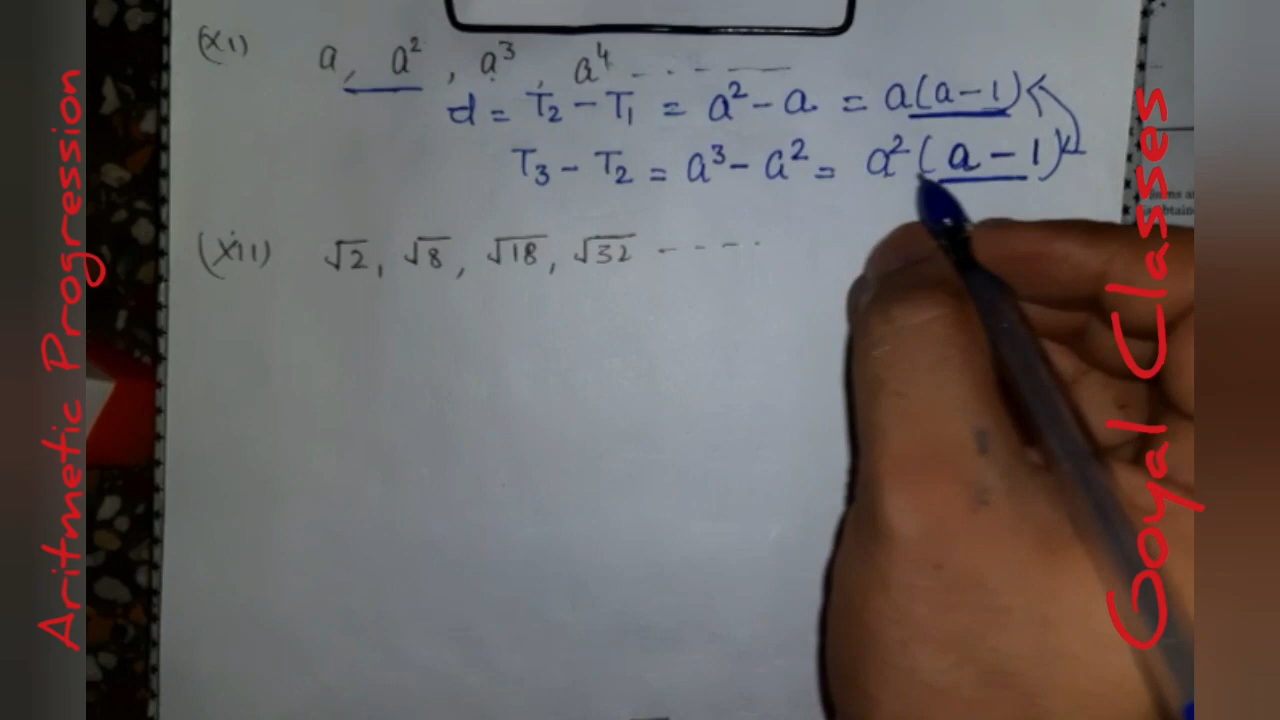 Aritmetic Progression
(xi) a, a², a³, a⁴ ------
d = T₂ - T₁ = a² - a = a(a-1)
T₃ - T₂ = a³ - a² = a²(a-1)
(xii) √2, √8, √18, √32 ----
Goyal Classes